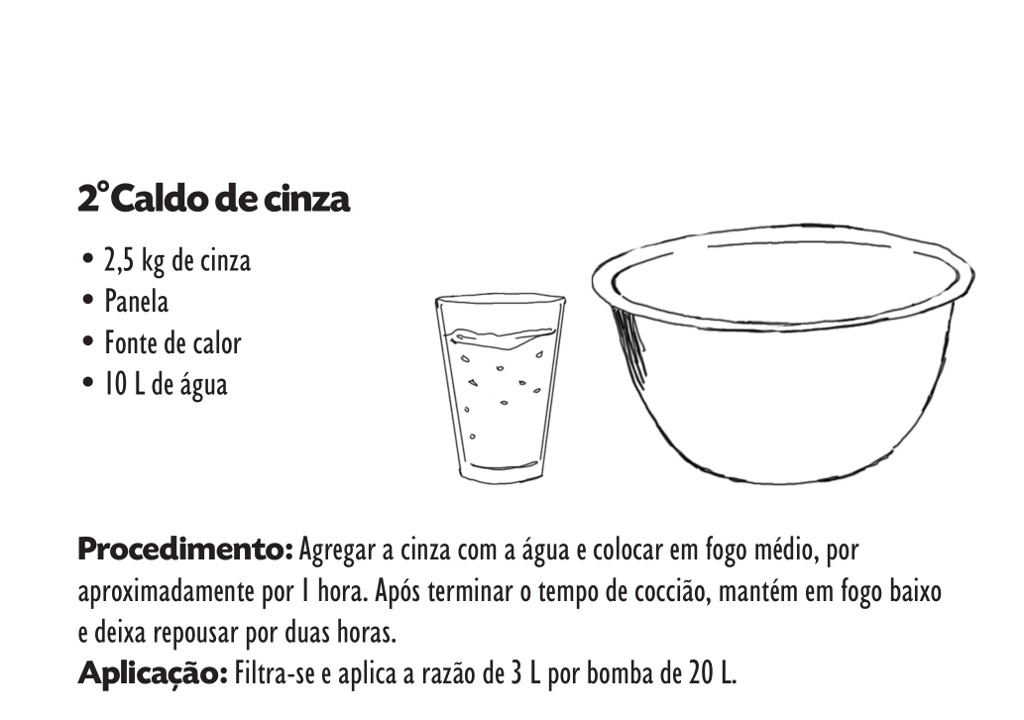 2°Caldo de cinza
• 2,5 kg de cinza
• Panela
• Fonte de calor
• 10 L de água
Procedimento: Agregar a cinza com a água e colocar em fogo médio, por
aproximadamente por 1 hora. Após terminar o tempo de coccião, mantém em fogo baixo
e deixa repousar por duas horas.
Aplicação: Filtra-se e aplica a razão de 3 L por bomba de 20 L.